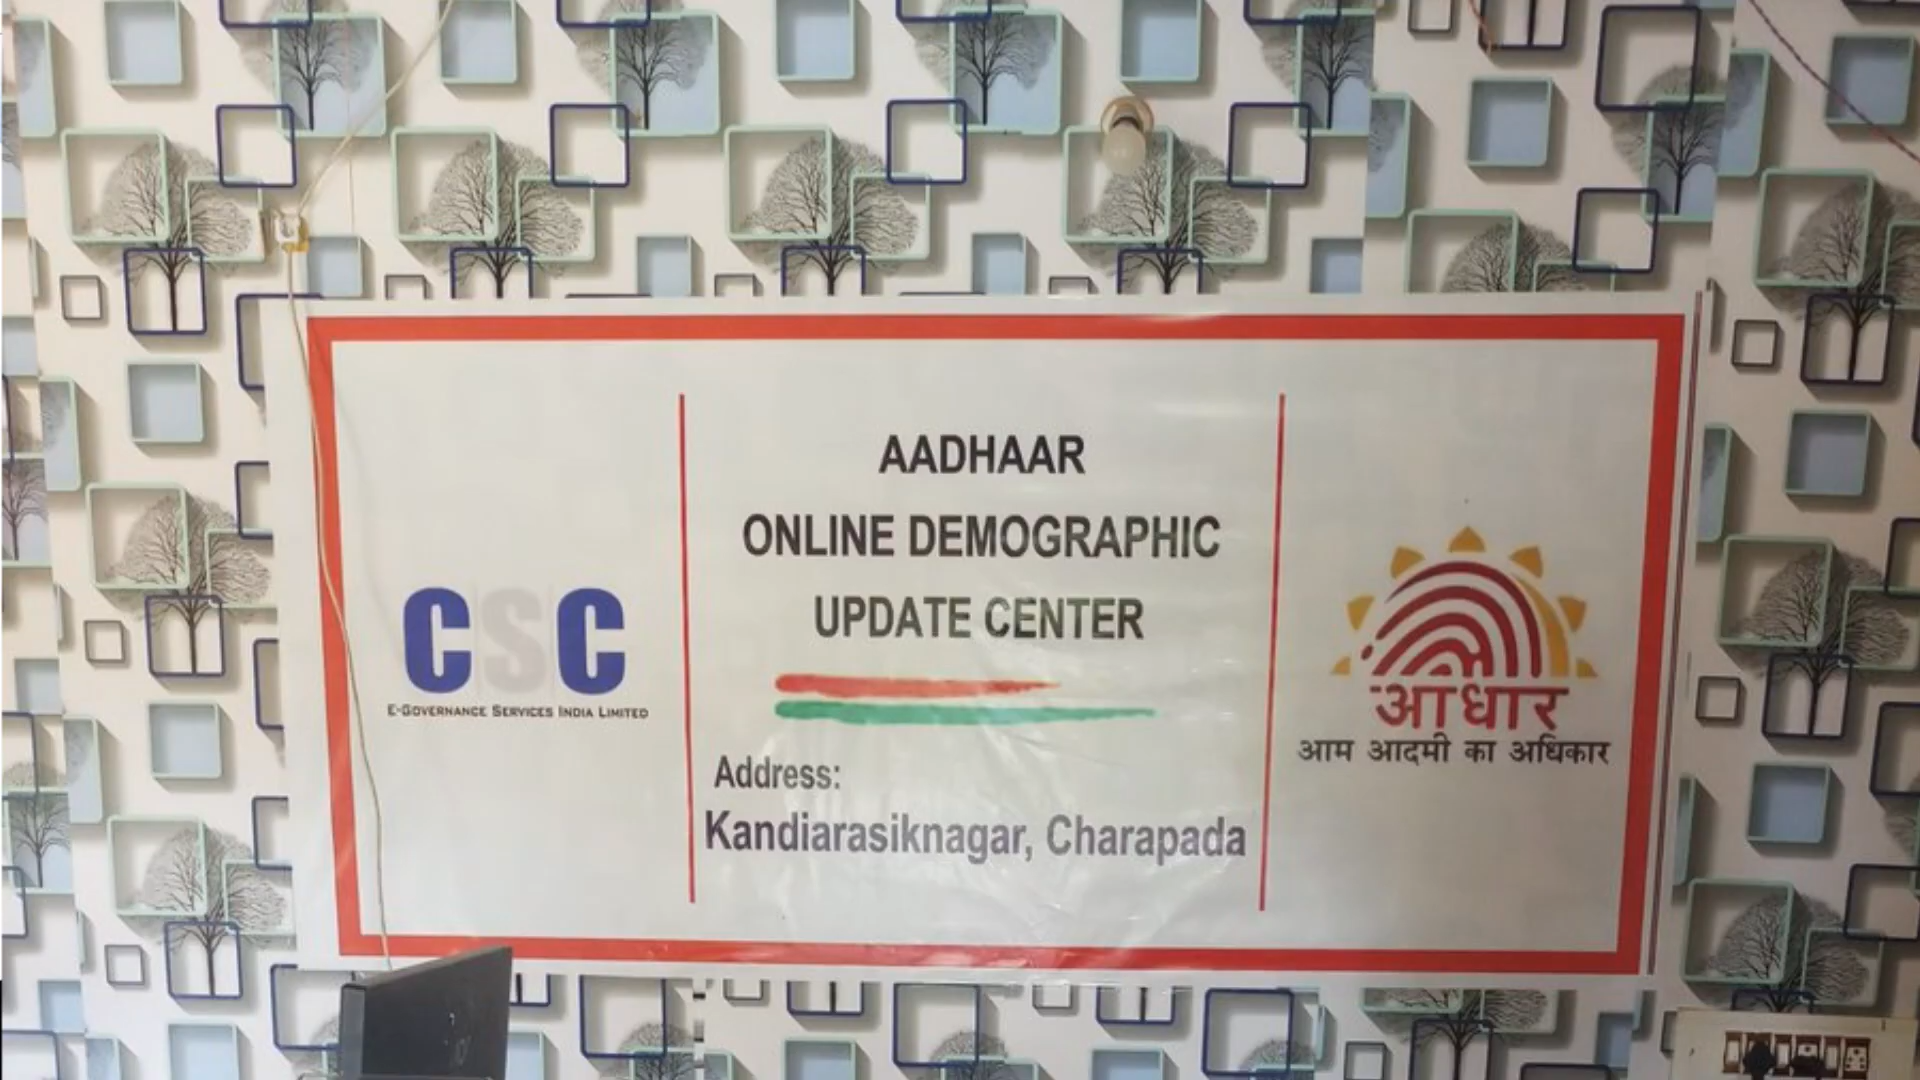 CSC
E-GOVERNANCE SERVICES INDIA LIMITED
AADHAAR
ONLINE DEMOGRAPHIC
UPDATE CENTER
Address:
Kandiarasiknagar, Charapada
आधार
आम आदमी का अधिकार